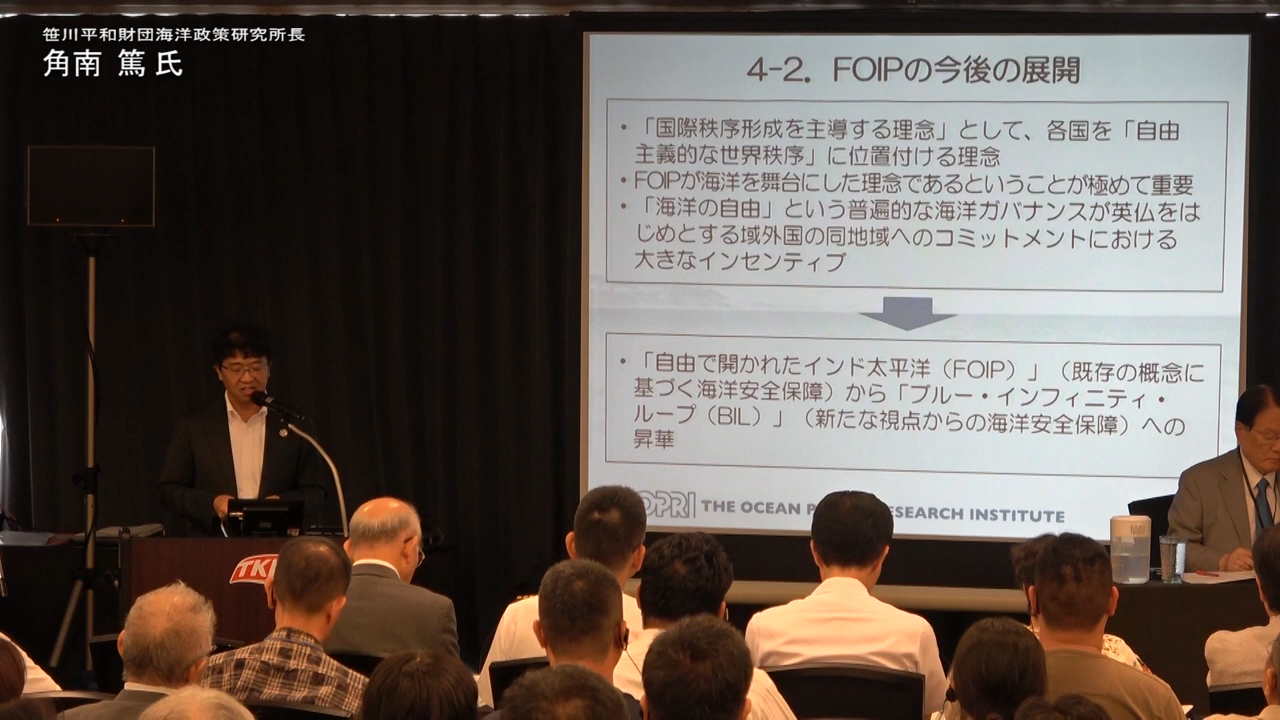 笹川平和財団海洋政策研究所長
角南 篤 氏
4-2. FOIPの今後の展開
・「国際秩序形成を主導する理念」として、各国を「自由
主義的な世界秩序」に位置付ける理念
・FOIPが海洋を舞台にした理念であるということが極めて重要
・「海洋の自由」という普遍的な海洋ガバナンスが英仏をは
じめとする域外国の同地域へのコミットメントにおける
大きなインセンティブ
・「自由で開かれたインド太平洋（FOIP）」（既存の概念に
基づく海洋安全保障）から「ブルー・インフィニティ・
ループ（BIL）」（新たな視点からの海洋安全保障）への
昇華
OPRI THE OCEAN RESEARCH INSTITUTE